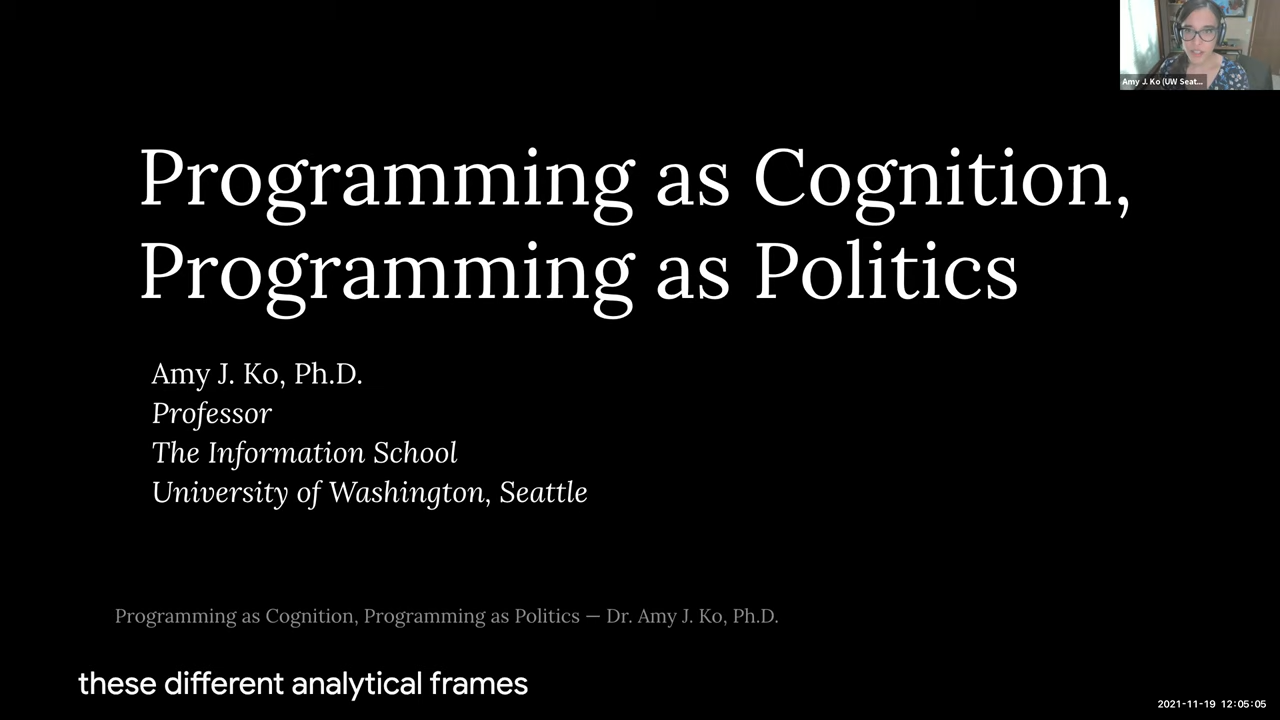 Amy J. Ko (UW Seat...
Programming as Cognition,
Programming as Politics
Amy J. Ko, Ph.D.
Professor
The Information School
University of Washington, Seattle
Programming as Cognition, Programming as Politics — Dr. Amy J. Ko, Ph.D.
these different analytical frames
2021-11-19 12:05:05